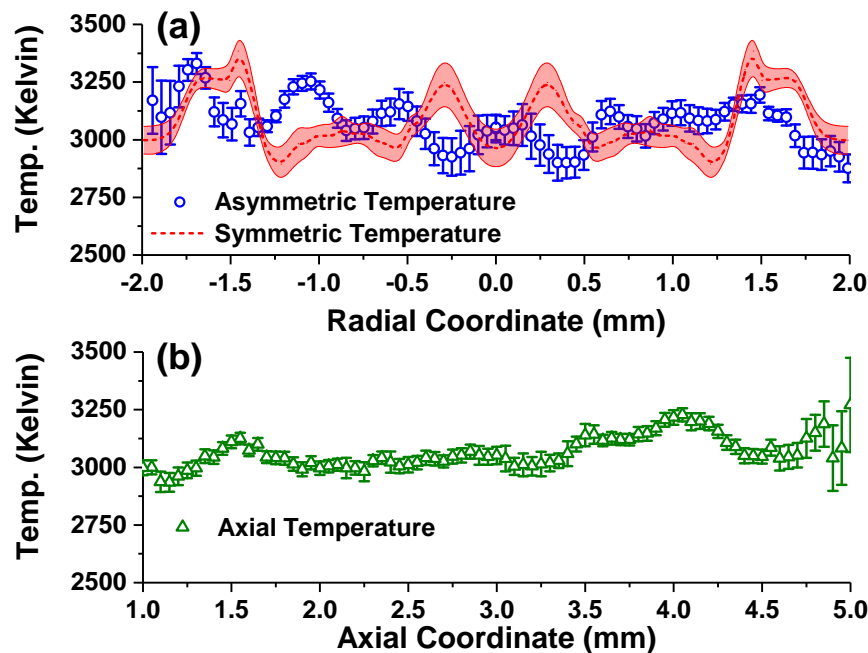 (a)
Temp. (Kelvin)
3500
3250
3000
2750
2500
Asymmetric Temperature
Symmetric Temperature
-2.0 -1.5 -1.0 -0.5 0.0 0.5 1.0 1.5 2.0
Radial Coordinate (mm)
(b)
Temp. (Kelvin)
3500
3250
3000
2750
2500
Axial Temperature
1.0 1.5 2.0 2.5 3.0 3.5 4.0 4.5 5.0
Axial Coordinate (mm)